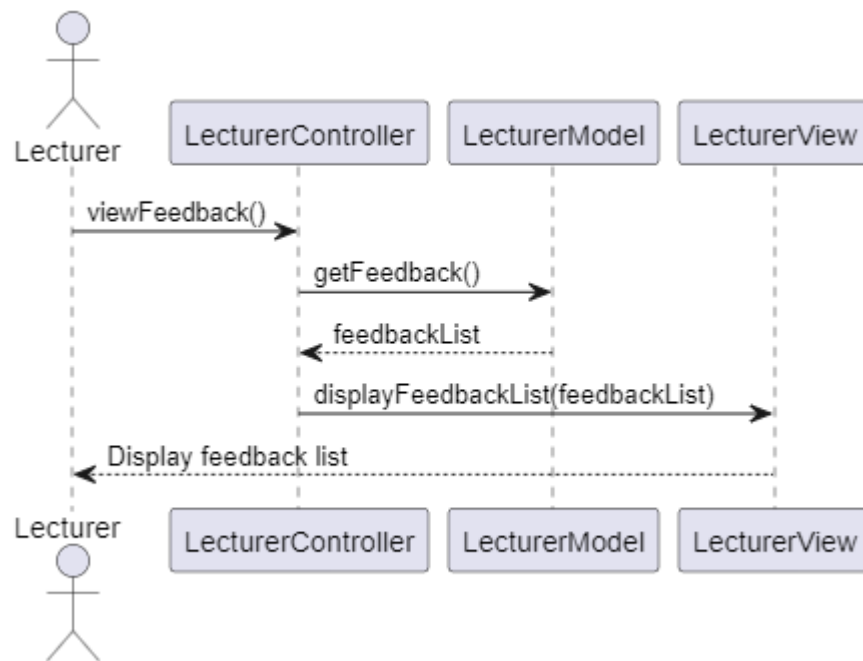 Lecturer
LecturerController
LecturerModel
LecturerView
viewFeedback()
getFeedback()
feedbackList
displayFeedbackList(feedbackList)
Display feedback list
Lecturer
LecturerController
LecturerModel
LecturerView